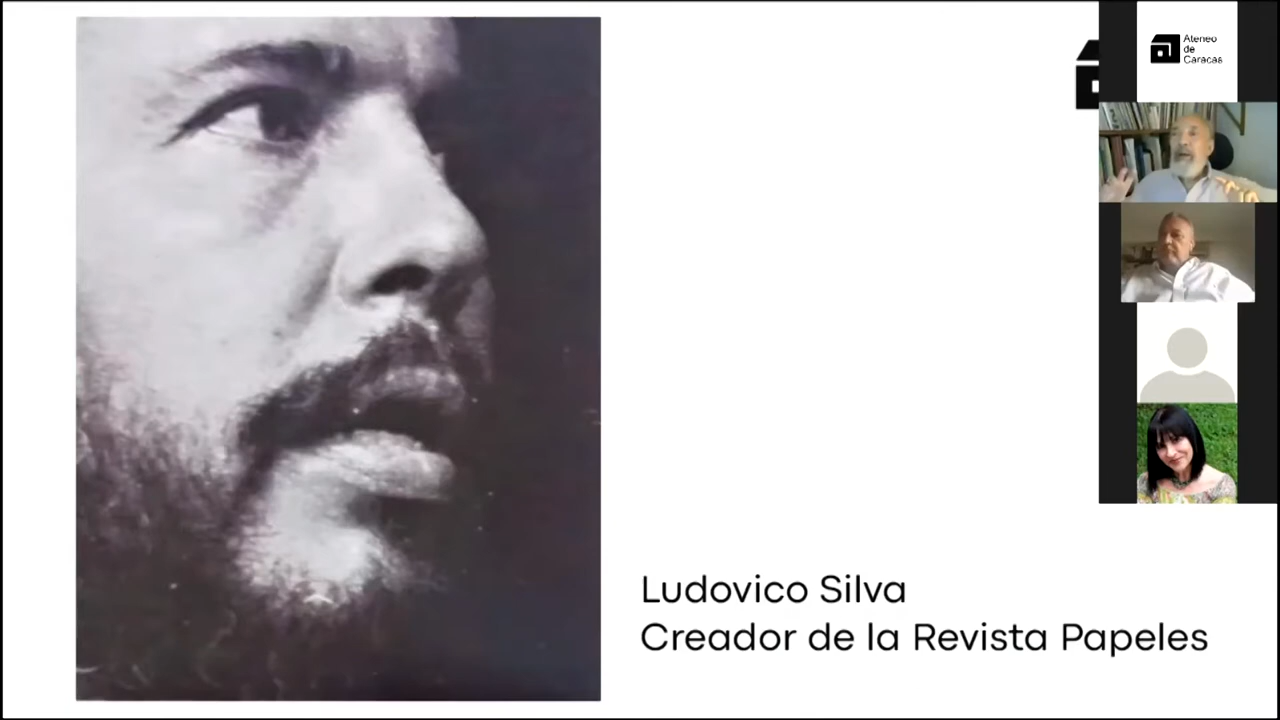 Ateneo
de
Caracas
Ludovico Silva
Creador de la Revista Papeles